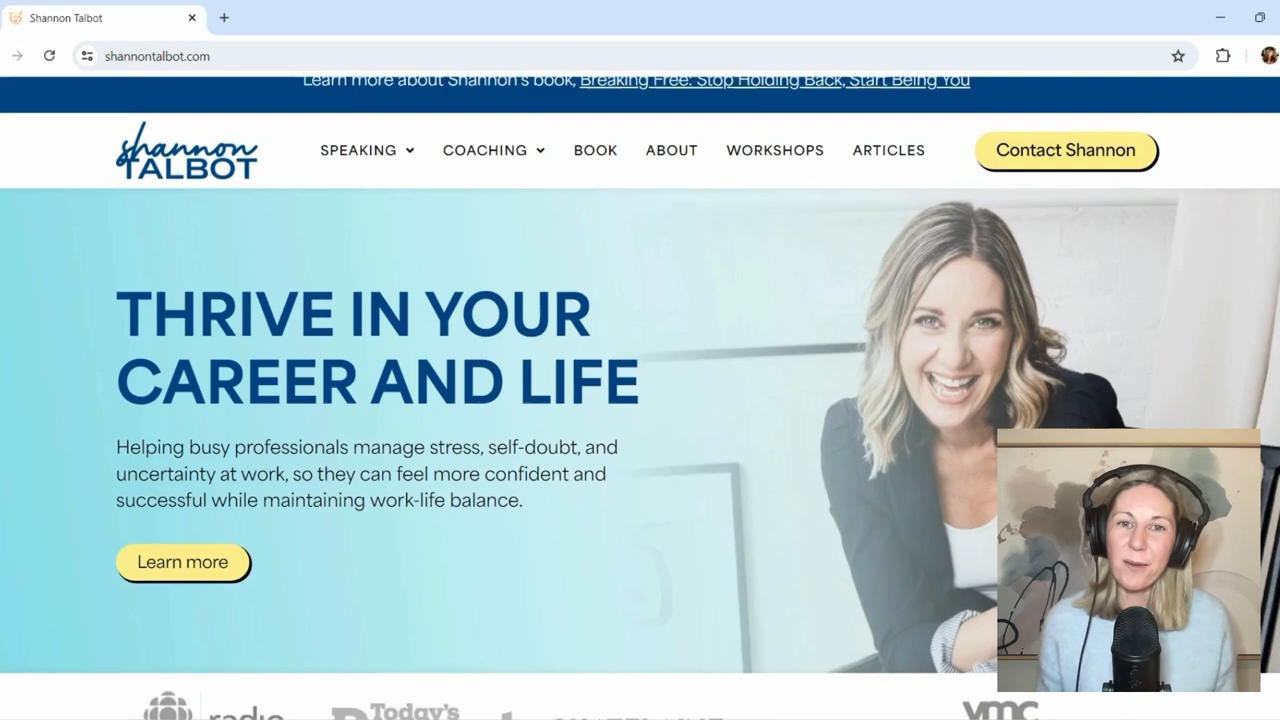 Shannon Talbot
shannontalbot.com
Learn more about Shannon's book, Breaking Free: Stop Holding Back, Start Being You
shannon
TALBOT
SPEAKING COACHING BOOK ABOUT WORKSHOPS ARTICLES
Contact Shannon
THRIVE IN YOUR
CAREER AND LIFE
Helping busy professionals manage stress, self-doubt, and
uncertainty at work, so they can feel more confident and
successful while maintaining work-life balance.
Learn more
radio
Today's